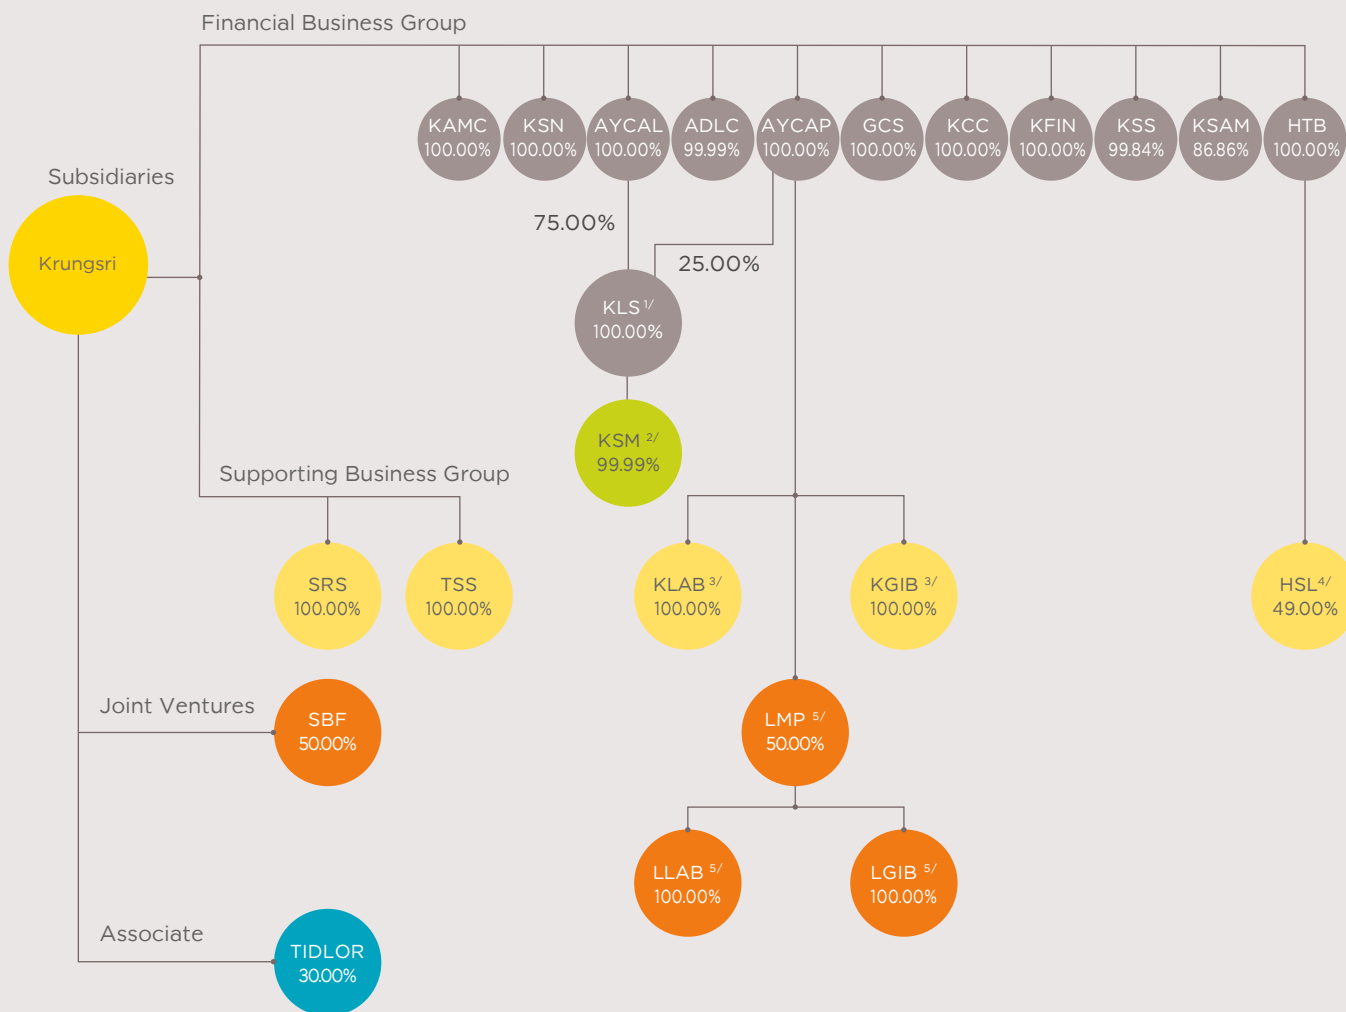 Financial Business Group
KAMC
100.00%
KSN
100.00%
AYCAL
100.00%
ADLC
99.99%
AYCAP
100.00%
GCS
100.00%
KCC
100.00%
KFIN
100.00%
KSS
99.84%
KSAM
86.86%
HTB
100.00%
Subsidiaries
Krungsri
75.00%
25.00%
KLS 1/
100.00%
KSM 2/
99.99%
Supporting Business Group
SRS
100.00%
TSS
100.00%
KLAB 3/
100.00%
KGIB 3/
100.00%
HSL4/
49.00%
Joint Ventures
SBF
50.00%
LMP 5/
50.00%
LLAB 5/
100.00%
LGIB 5/
100.00%
Associate
TIDLOR
30.00%